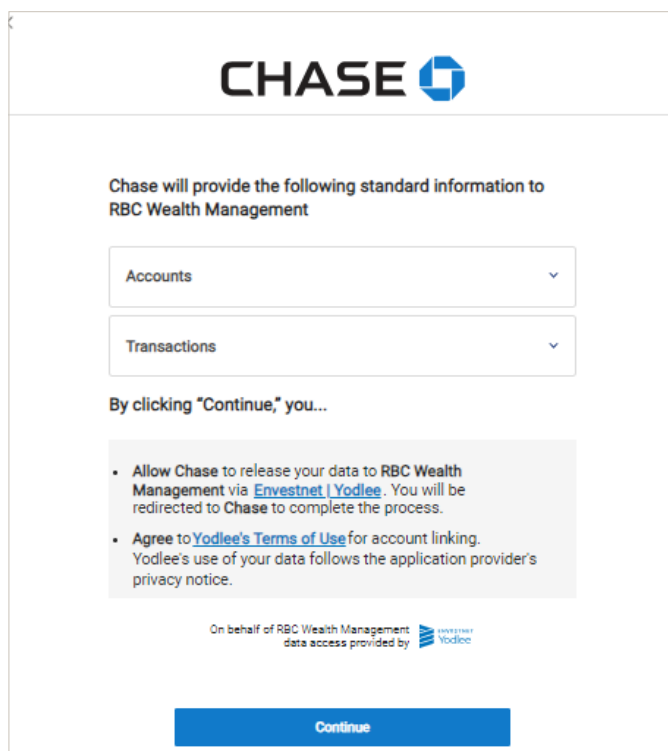 CHASE
Chase will provide the following standard information to
RBC Wealth Management
Accounts
Transactions
By clicking “Continue,” you...
• Allow Chase to release your data to RBC Wealth
Management via Envestnet | Yodlee. You will be
redirected to Chase to complete the process.
• Agree to Yodlee's Terms of Use for account linking.
Yodlee's use of your data follows the application provider's
privacy notice.
On behalf of RBC Wealth Management
data access provided by
ENVESTNET
Yodlee
Continue